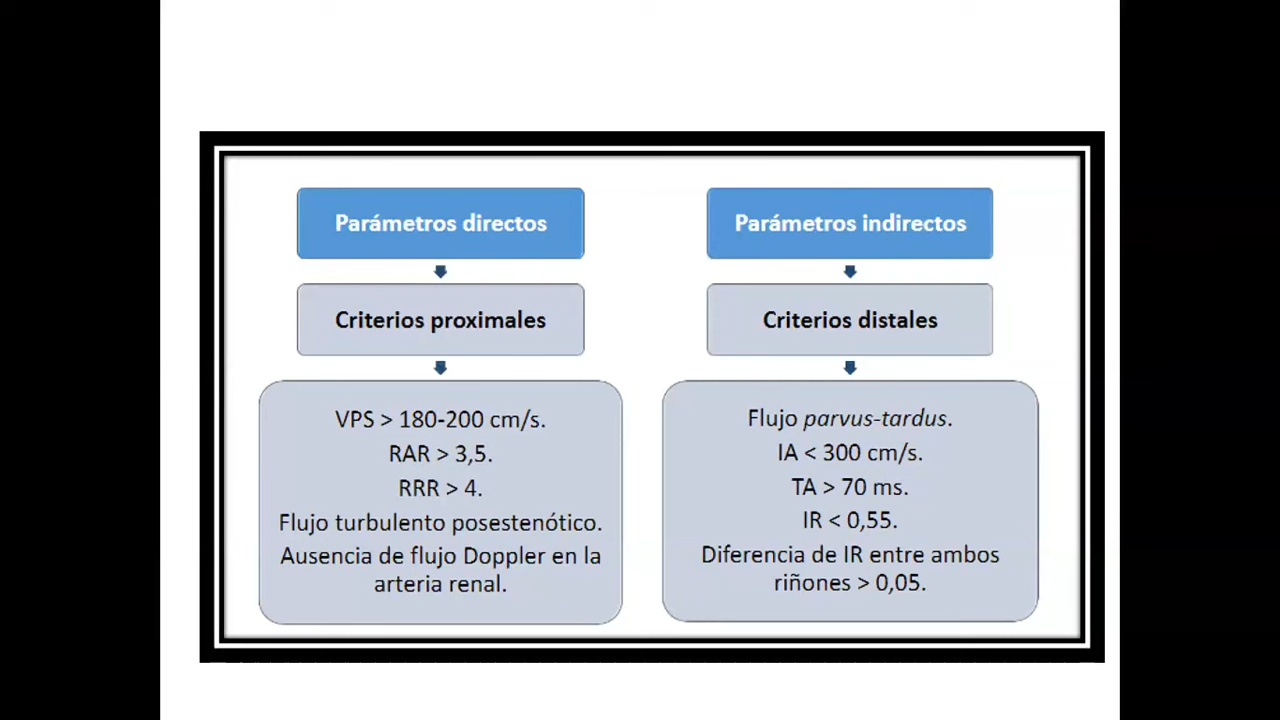 Parámetros directos
Criterios proximales
VPS > 180-200 cm/s.
RAR > 3,5.
RRR > 4.
Flujo turbulento posestenótico.
Ausencia de flujo Doppler en la
arteria renal.
Parámetros indirectos
Criterios distales
Flujo parvus-tardus.
IA < 300 cm/s.
TA > 70 ms.
IR < 0,55.
Diferencia de IR entre ambos
riñones > 0,05.